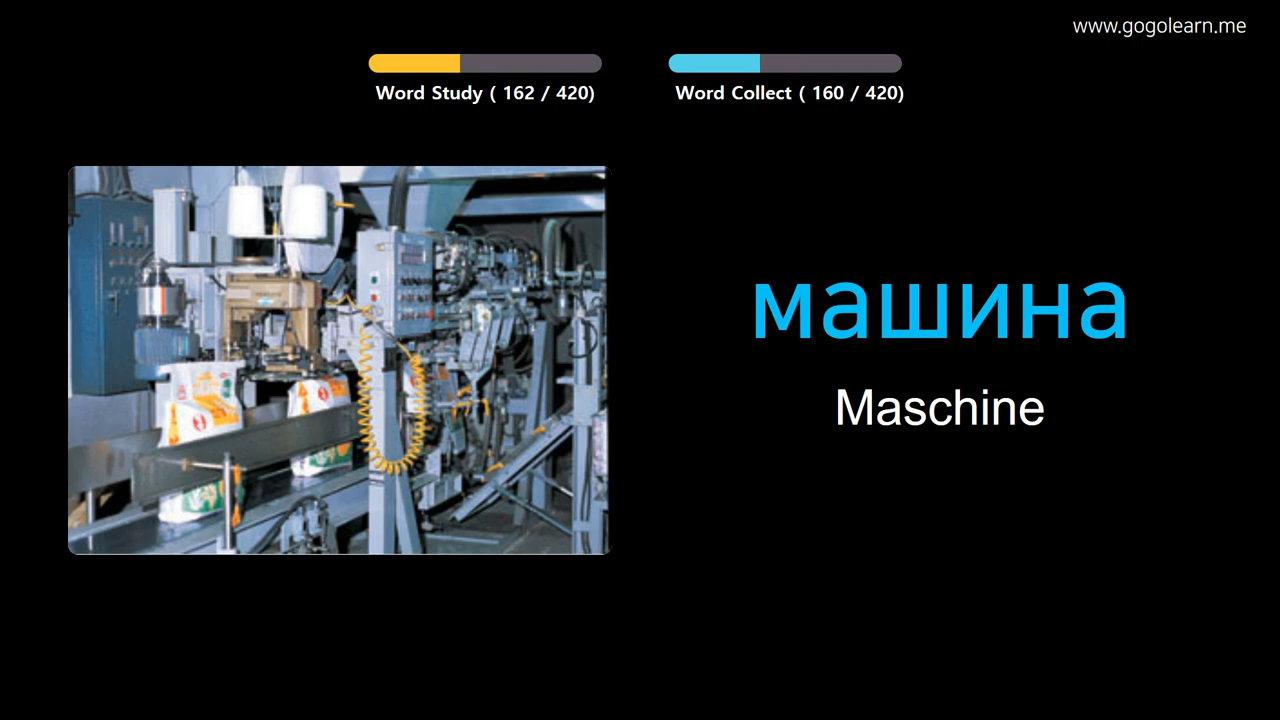 www.gogolearn.me
Word Study ( 162 / 420)
Word Collect ( 160 / 420)
машина
Maschine